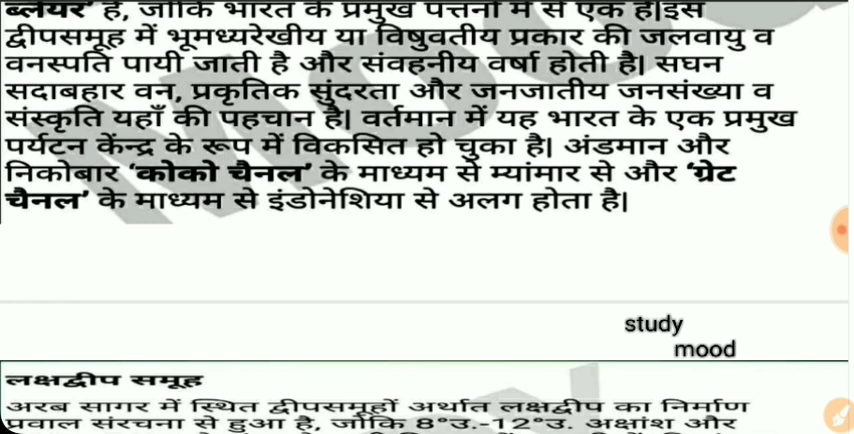 ब्लेयर’ है, जोकि भारत के प्रमुख पत्तनों में से एक है|इस
द्वीपसमूह में भूमध्यरेखीय या विषुवतीय प्रकार की जलवायु व
वनस्पति पायी जाती है और संवहनीय वर्षा होती है| सघन
सदाबहार वन, प्रकृतिक सुंदरता और जनजातीय जनसंख्या व
संस्कृति यहाँ की पहचान है| वर्तमान में यह भारत के एक प्रमुख
पर्यटन केंन्द्र के रूप में विकसित हो चुका है| अंडमान और
निकोबार ‘कोको चैनल’ के माध्यम से म्यांमार से और ‘ग्रेट
चैनल’ के माध्यम से इंडोनेशिया से अलग होता है|
study
mood
लक्षद्वीप समूह
अरब सागर में स्थित द्वीपसमूहों अर्थात लक्षद्वीप का निर्माण
प्रवाल संरचना से हुआ है, जोकि 8°उ.-12°उ. अक्षांश और